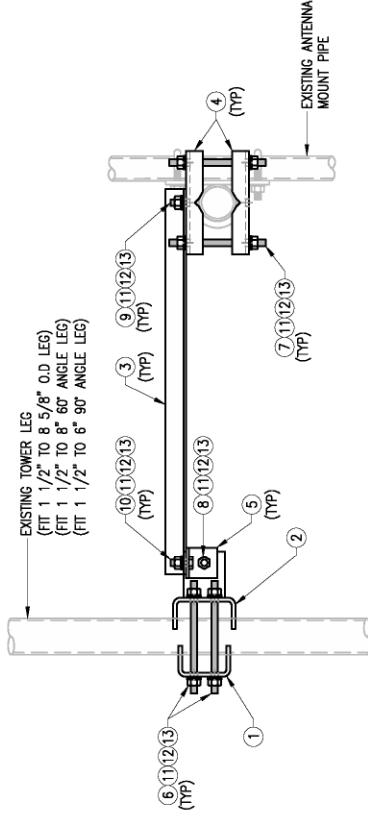 EXISTING TOWER LEG
(FIT 1 1/2" TO 8 5/8" O.D LEG)
(FIT 1 1/2" TO 8" 60° ANGLE LEG)
(FIT 1 1/2" TO 6" 90° ANGLE LEG)
10 11 12 13
(TYP)
3
(TYP)
9 11 12 13
(TYP)
4
(TYP)
6 11 12 13
(TYP)
1
2
5
(TYP)
8 11 12 13
(TYP)
7 11 12 13
(TYP)
EXISTING ANTENNA
MOUNT PIPE